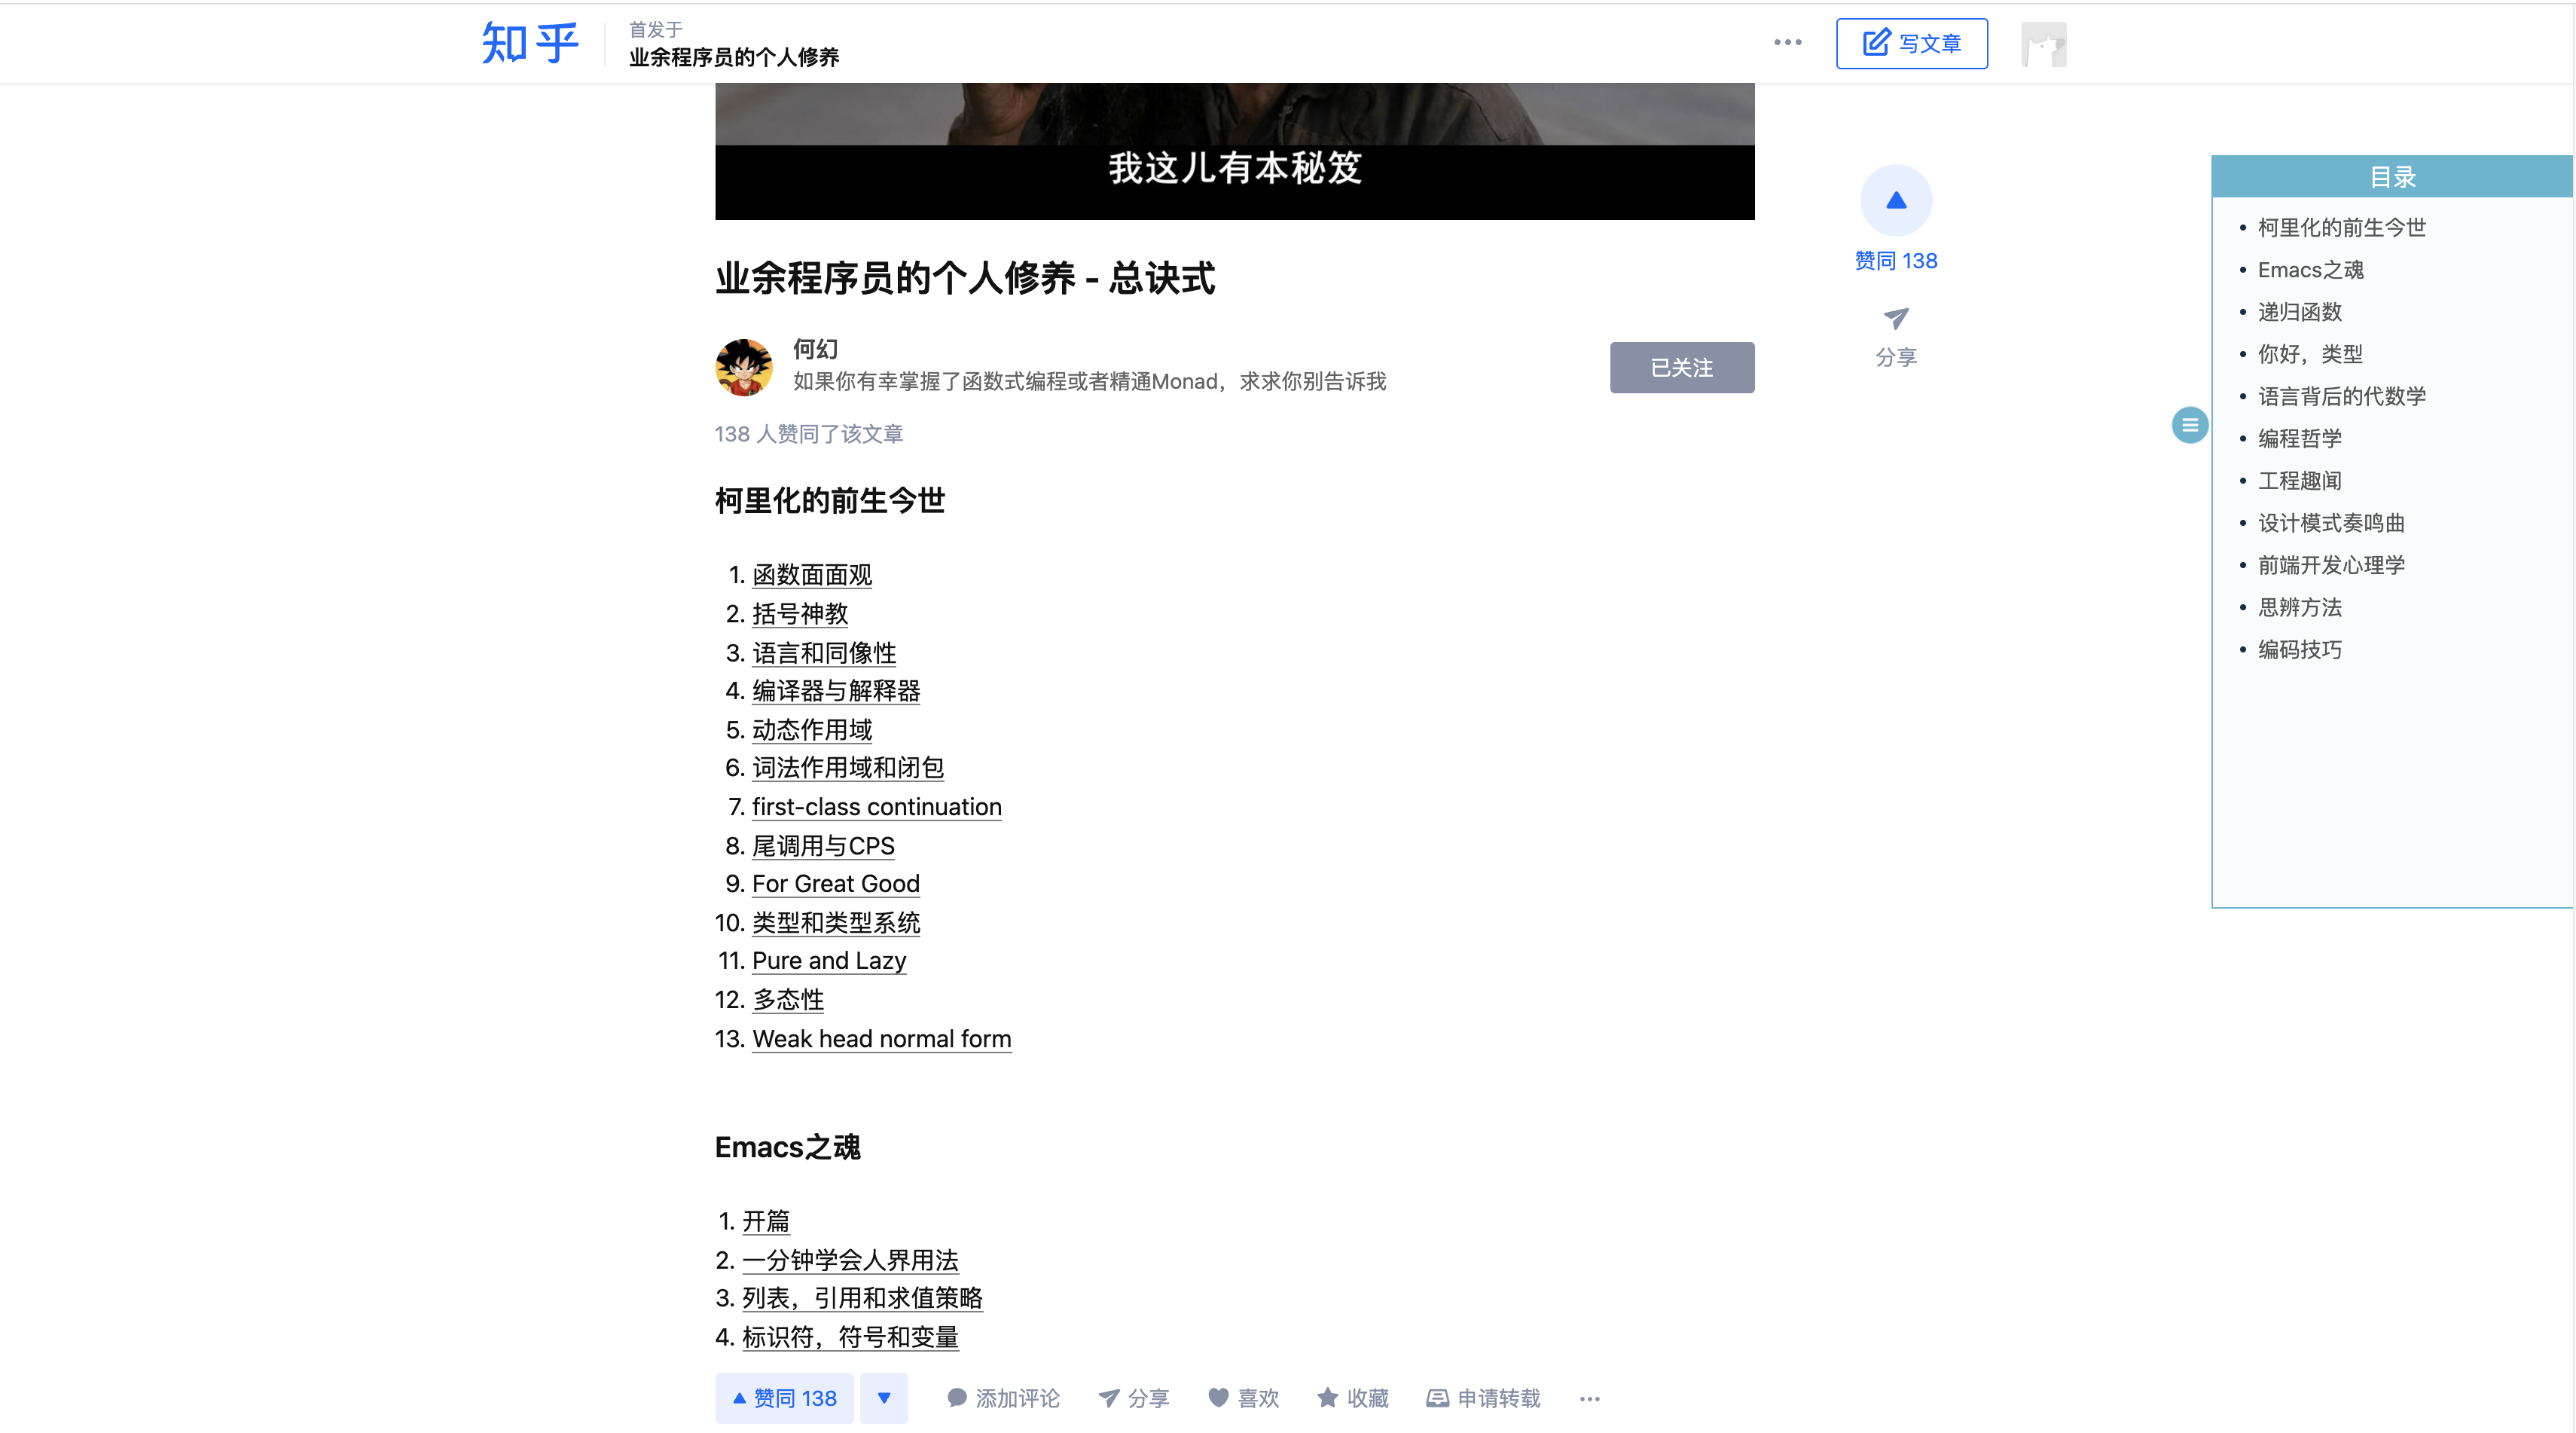 知乎
首发于
业余程序员的个人修养
写文章
我这儿有本秘笈
业余程序员的个人修养 - 总诀式
何幻
如果你有幸掌握了函数式编程或者精通Monad，求求你别告诉我
已关注
138 人赞同了该文章
柯里化的前生今世
1. 函数面面观
2. 括号神教
3. 语言和同像性
4. 编译器与解释器
5. 动态作用域
6. 词法作用域和闭包
7. first-class continuation
8. 尾调用与CPS
9. For Great Good
10. 类型和类型系统
11. Pure and Lazy
12. 多态性
13. Weak head normal form
Emacs之魂
1. 开篇
2. 一分钟学会人界用法
3. 列表，引用和求值策略
4. 标识符，符号和变量
赞同 138
添加评论
分享
喜欢
收藏
申请转载
赞同 138
分享
目录
柯里化的前生今世
Emacs之魂
递归函数
你好，类型
语言背后的代数学
编程哲学
工程趣闻
设计模式奏鸣曲
前端开发心理学
思辨方法
编码技巧